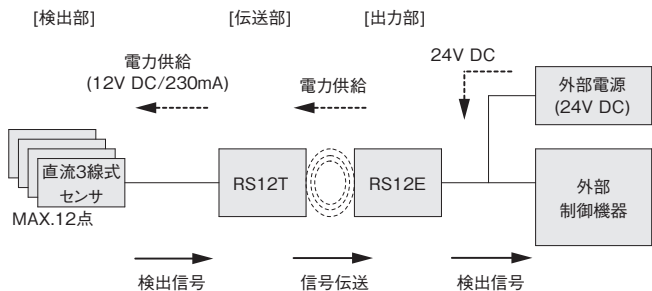 [検出部]
[伝送部]
[出力部]
電力供給
(12V DC/230mA)
電力供給
24V DC
外部電源
(24V DC)
直流3線式
センサ
MAX.12点
RS12T
RS12E
外部
制御機器
検出信号
信号伝送
検出信号